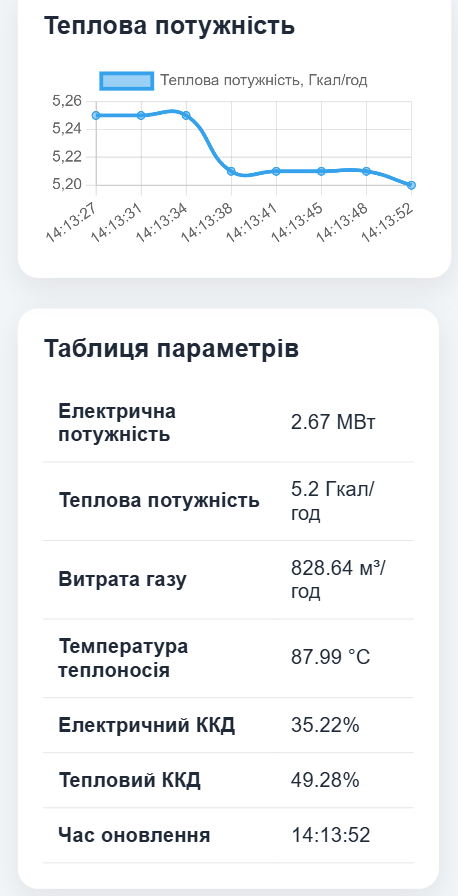 Теплова потужність
Теплова потужність, Гкал/год
5,26
5,24
5,22
5,20
14:13:27
14:13:31
14:13:34
14:13:38
14:13:41
14:13:45
14:13:48
14:13:52
Таблиця параметрів
Електрична
потужність
2.67 МВт
Теплова потужність
5.2 Гкал/
год
Витрата газу
828.64 м³/
год
Температура
теплоносія
87.99 °C
Електричний ККД
35.22%
Тепловий ККД
49.28%
Час оновлення
14:13:52